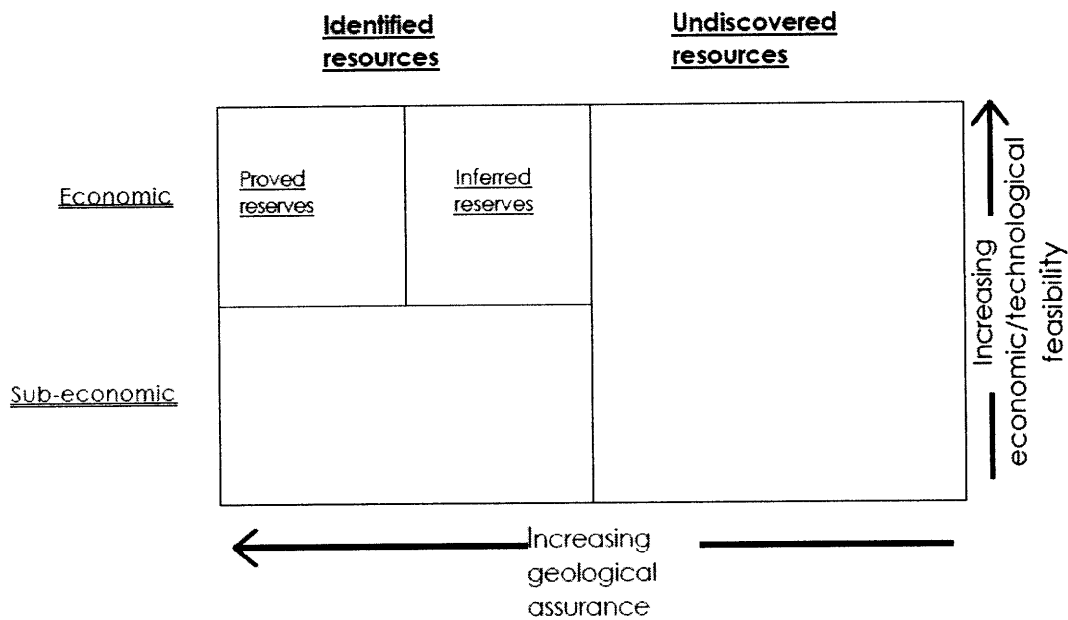 Identified
resources
Undiscovered
resources
Economic
Proved
reserves
Inferred
reserves
Sub-economic
Increasing
economic/technological
feasibility
Increasing
geological
assurance